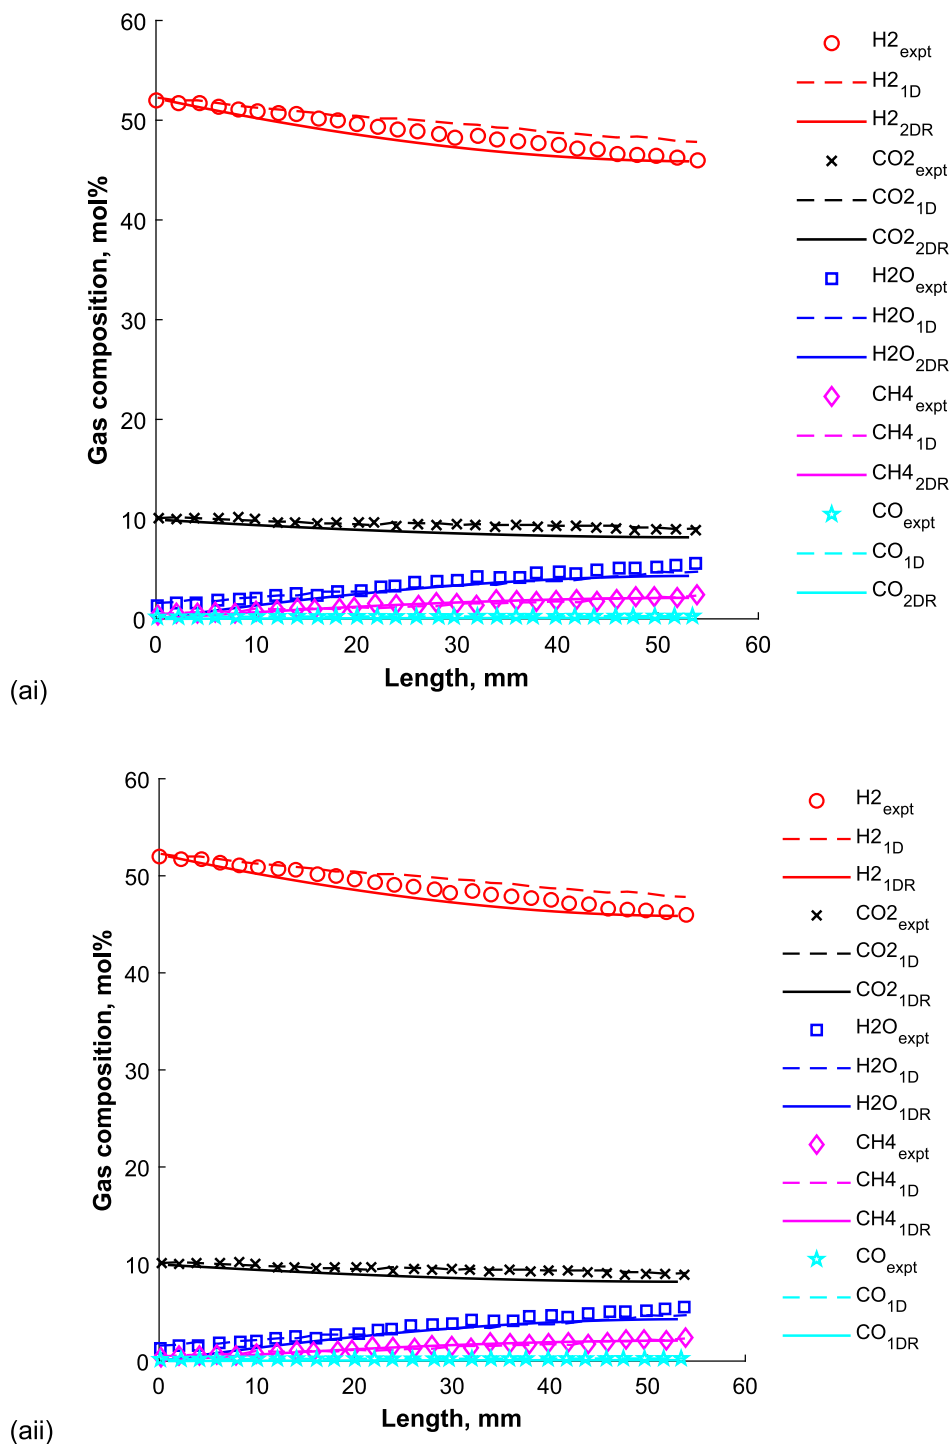 60
50
40
30
20
10
0
Gas composition, mol%
0 10 20 30 40 50 60
Length, mm
H2expt
H21D
H22DR
CO2expt
CO21D
CO22DR
H2Oexpt
H2O1D
H2O2DR
CH4expt
CH41D
CH42DR
COexpt
CO1D
CO2DR
(ai)
60
50
40
30
20
10
0
Gas composition, mol%
0 10 20 30 40 50 60
Length, mm
H2expt
H21D
H21DR
CO2expt
CO21D
CO21DR
H2Oexpt
H2O1D
H2O1DR
CH4expt
CH41D
CH41DR
COexpt
CO1D
CO1DR
(aii)